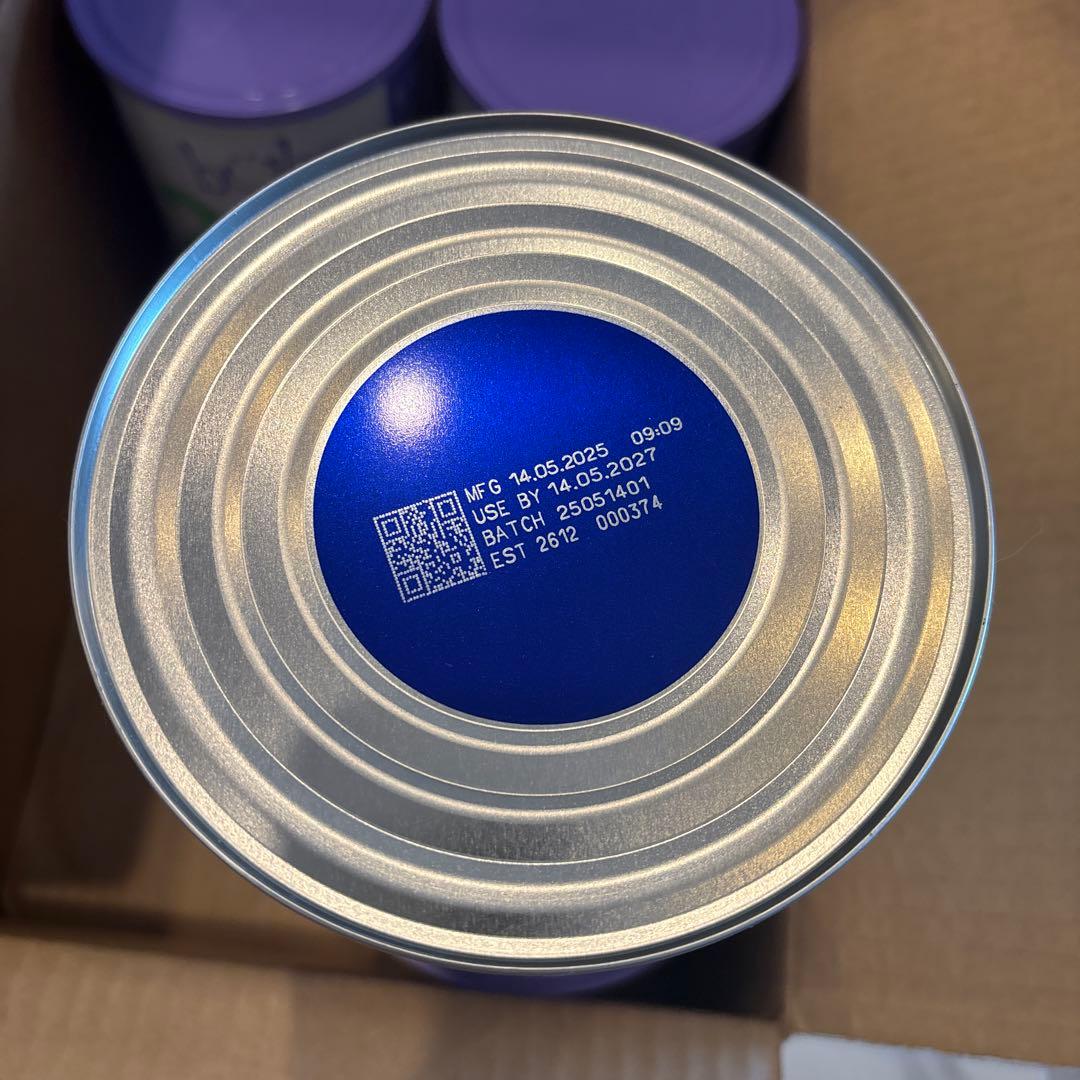 MFG 14.05.2025 09:09
USE BY 14.05.2027
BATCH 25051401
EST 2612 000374